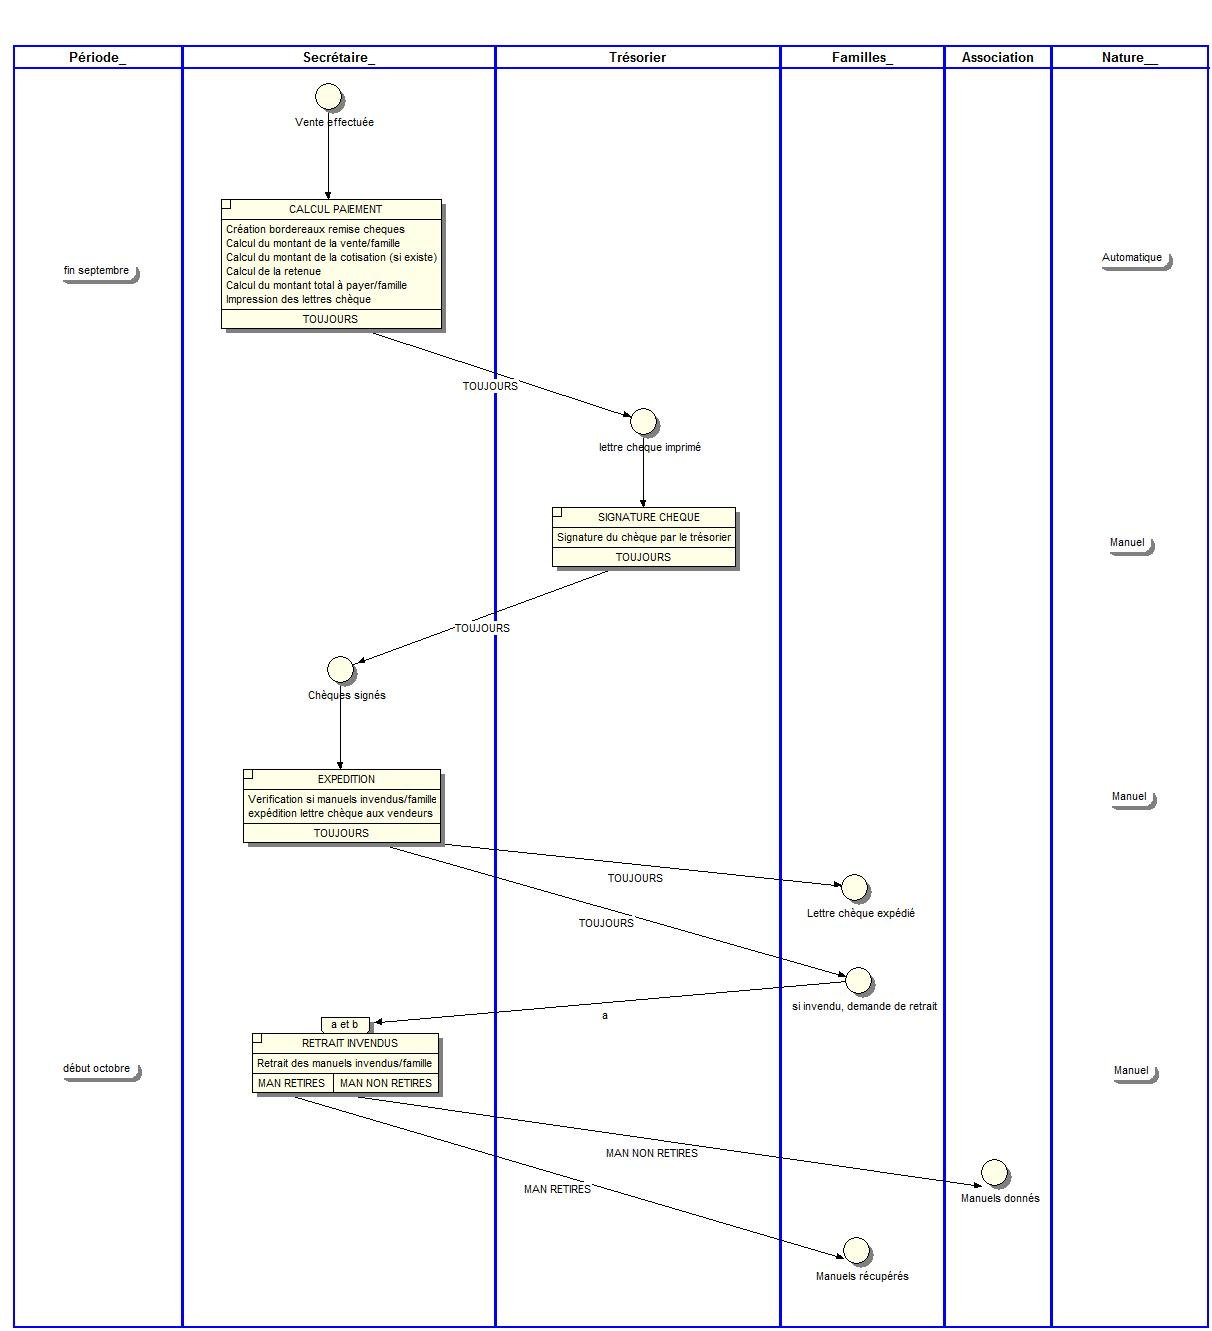 Période_
Secrétaire_
Trésorier
Familles_
Association
Nature__
Vente effectuée
CALCUL PAIEMENT
Création bordereaux remise cheques
Calcul du montant de la vente/famille
Calcul du montant de la cotisation (si existe)
Calcul de la retenue
Calcul du montant total à payer/famille
Impression des lettres chèque
TOUJOURS
fin septembre
Automatique
TOUJOURS
lettre cheque imprimé
SIGNATURE CHEQUE
Signature du chèque par le trésorier
TOUJOURS
Manuel
TOUJOURS
Chèques signés
EXPEDITION
Verification si manuels invendus/famille
expédition lettre chèque aux vendeurs
TOUJOURS
Manuel
TOUJOURS
Lettre chèque expédié
TOUJOURS
si invendu, demande de retrait
a
a et b
RETRAIT INVENDUS
Retrait des manuels invendus/famille
MAN RETIRES
MAN NON RETIRES
début octobre
Manuel
MAN NON RETIRES
Manuels donnés
MAN RETIRES
Manuels récupérés